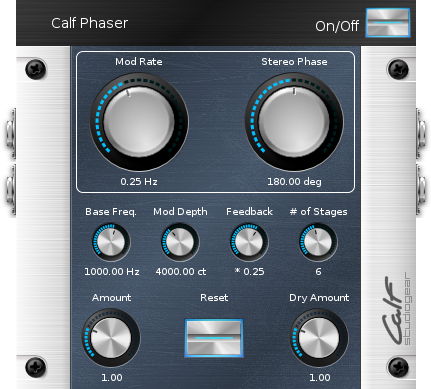 Calf Phaser
On/Off
Mod Rate Stereo Phase
0.25 Hz 180.00 deg
Base Freq. Mod Depth Feedback # of Stages
1000.00 Hz 4000.00 ct * 0.25 6
Amount Reset Dry Amount
1.00 1.00
Calf
studiogear